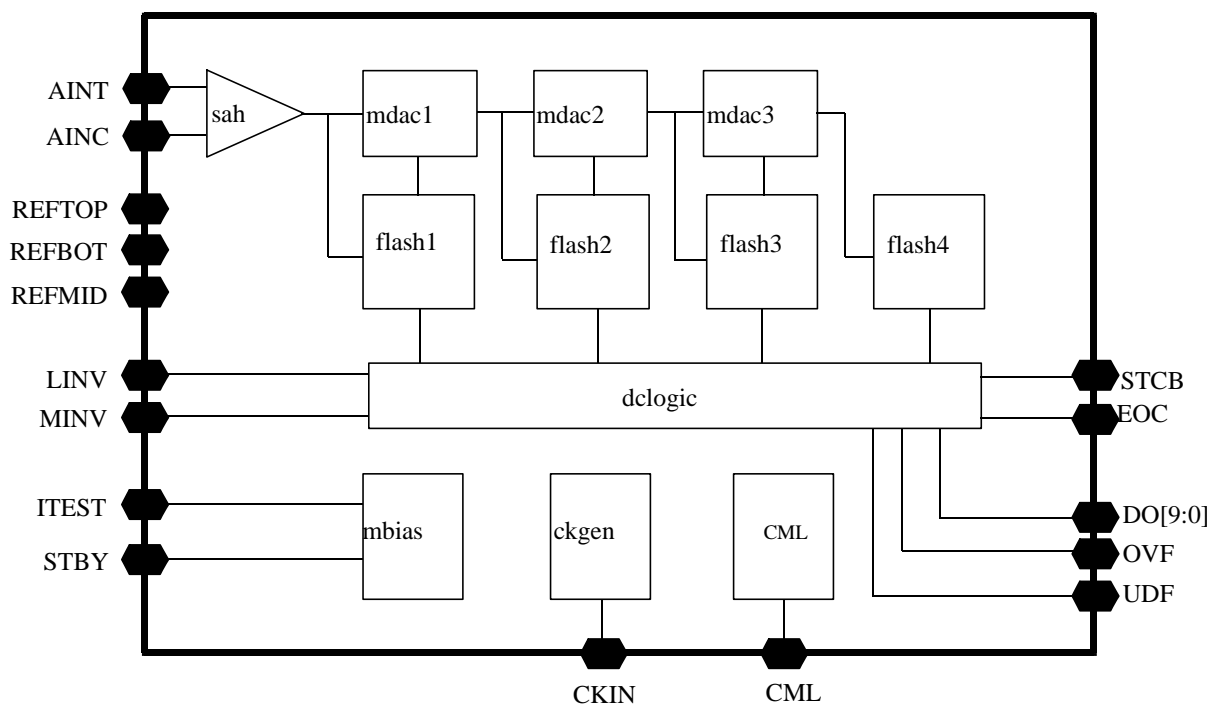 AINT
AINC
sah
mdac1
mdac2
mdac3
REFTOP
REFBOT
REFMID
flash1
flash2
flash3
flash4
LINV
MINV
dclogic
STCB
EOC
ITEST
STBY
mbias
ckgen
CML
DO[9:0]
OVF
UDF
CKIN
CML